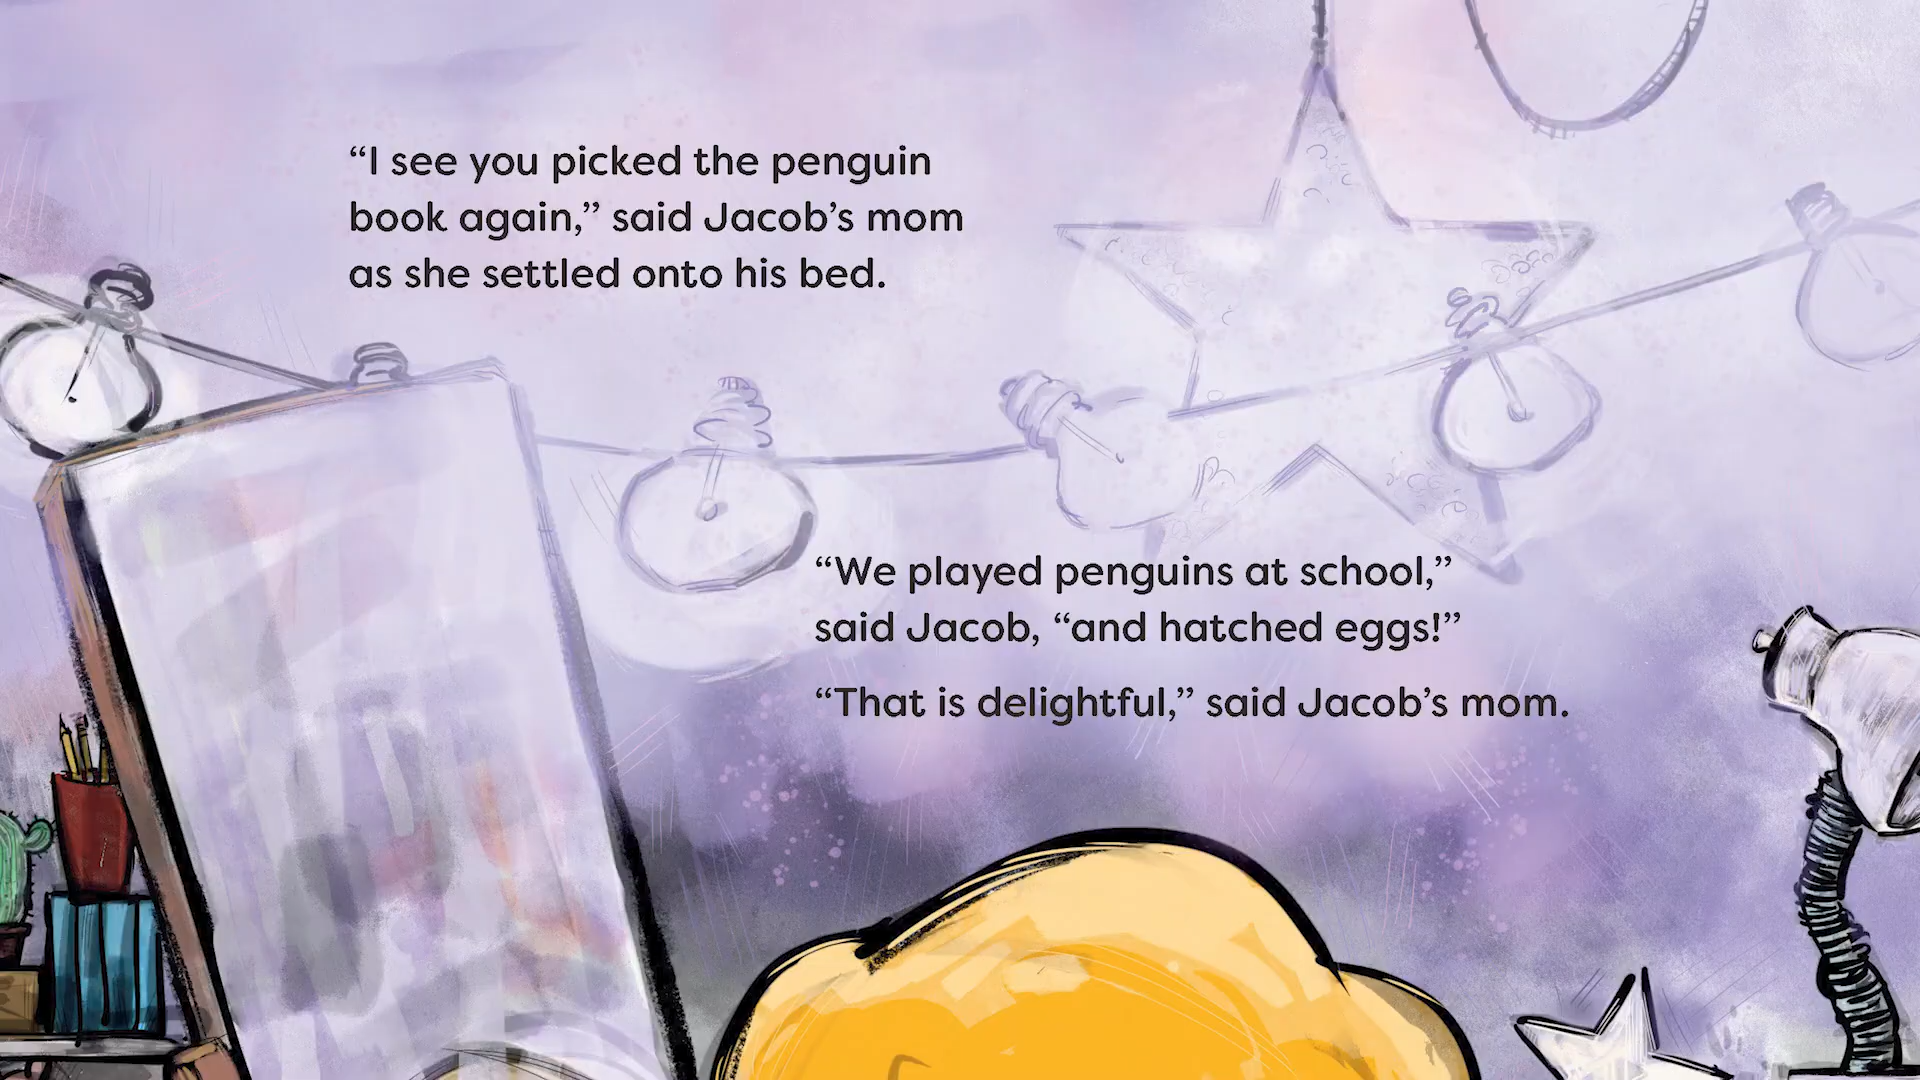 “I see you picked the penguin
book again,” said Jacob’s mom
as she settled onto his bed.
“We played penguins at school,”
said Jacob, “and hatched eggs!”
“That is delightful,” said Jacob’s mom.